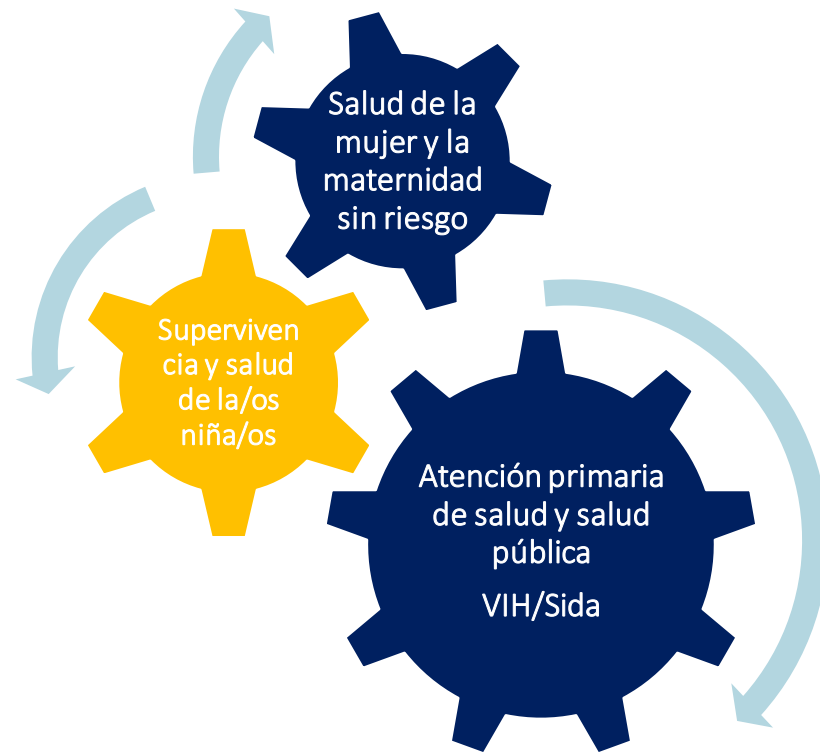 Salud de la
mujer y la
maternidad
sin riesgo
Superviven
cia y salud
de la/os
niña/os
Atención primaria
de salud y salud
pública
VIH/Sida